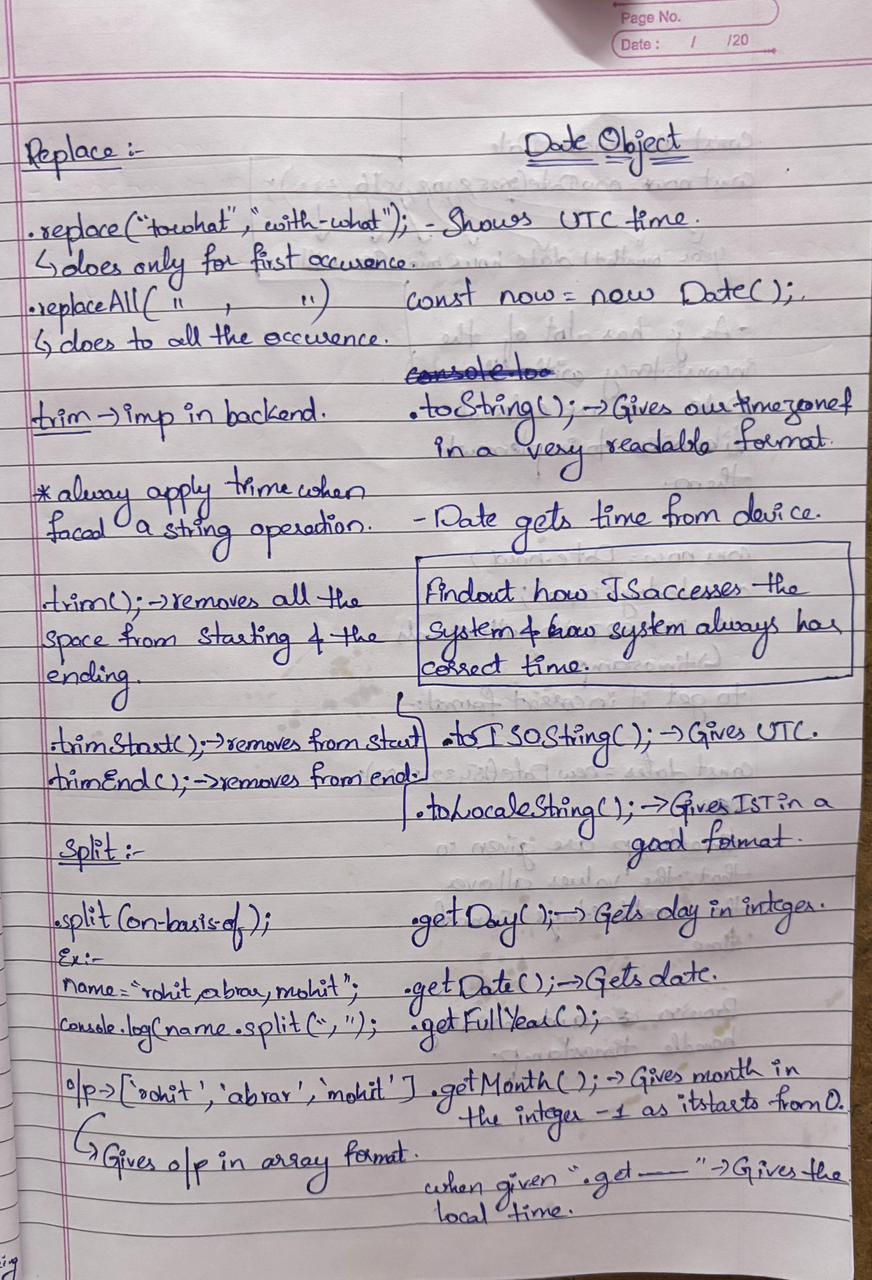 Page No.
Date : / /20
Replace :-
.replace("towhat","with-what");
↳ does only for first occurence.
.replaceAll( " , " )
↳ does to all the occurence.
trim → imp in backend.
* alway apply trime when
faced a string operation.
.trim(); → removes all the
space from starting & the
ending.
.trimStart(); → removes from start
trimEnd(); → removes from end.
Split :-
.split (on-basis-of);
Ex:-
name = "rohit,abrar,mohit";
console.log(name.split(",");
o/p → ['rohit', 'abrar', 'mohit']
↳ Gives o/p in array format.
Date Object
- Shows UTC time.
const now = new Date();
console.loo
.toString(); → Gives our timezone
in a very readable format.
- Date gets time from device.
Findout how JS accesses the
system & how system always has
correct time.
.toISOString(); → Gives UTC.
.toLocaleString(); → Gives IST in a
good format.
.getDay(); → Gets day in integer.
.getDate(); → Gets date.
.getFullYear();
.getMonth(); → Gives month in
the integer -1 as itstarts from 0.
when given ".get——" → Gives the
local time.